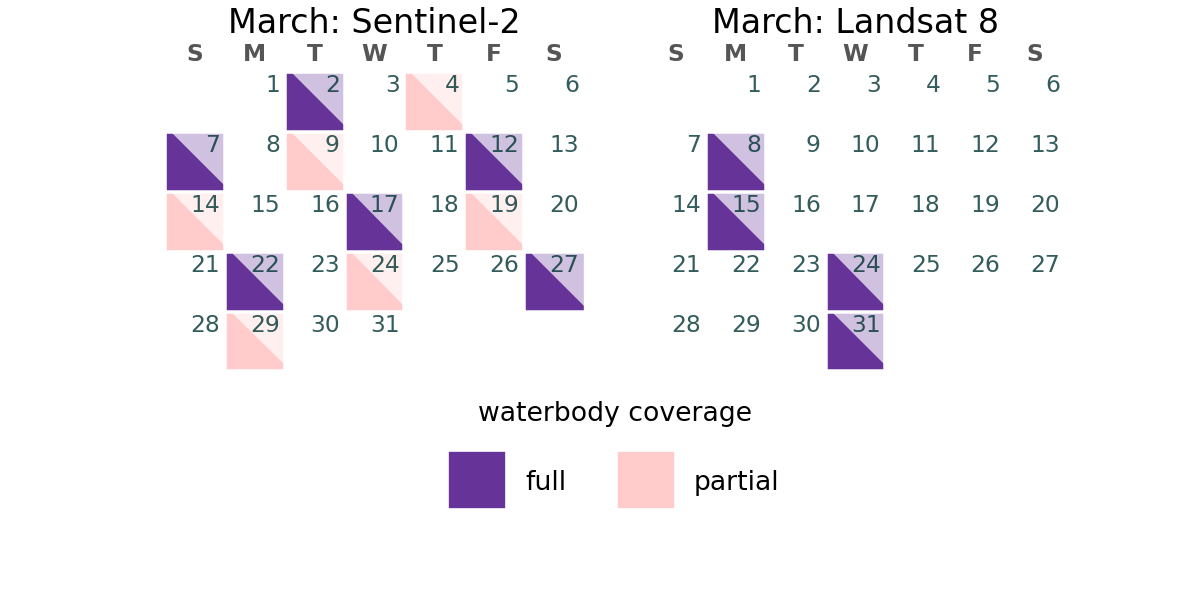 March: Sentinel-2
S M T W T F S
1 2 3 4 5 6
7 8 9 10 11 12 13
14 15 16 17 18 19 20
21 22 23 24 25 26 27
28 29 30 31
March: Landsat 8
S M T W T F S
1 2 3 4 5 6
7 8 9 10 11 12 13
14 15 16 17 18 19 20
21 22 23 24 25 26 27
28 29 30 31
waterbody coverage
full partial